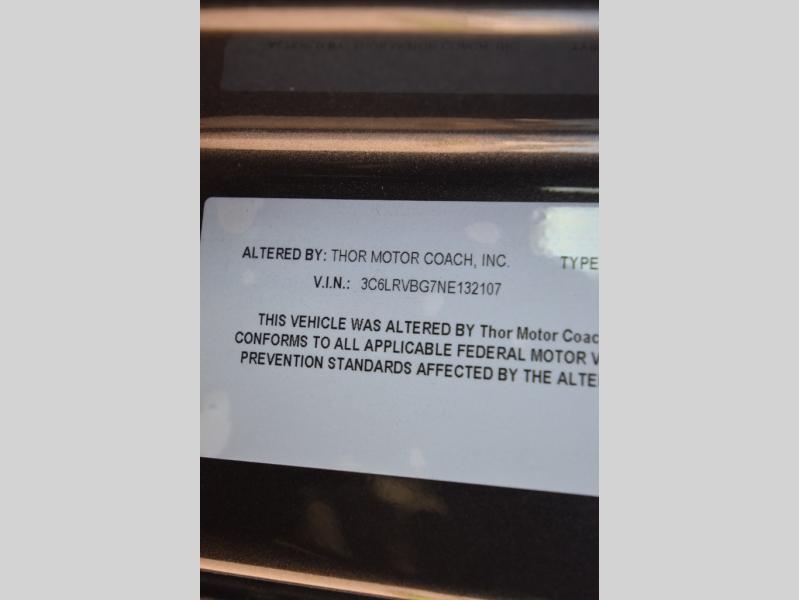 ALTERED BY: THOR MOTOR COACH, INC. TYPE
V.I.N.: 3C6LRVBG7NE132107
THIS VEHICLE WAS ALTERED BY Thor Motor Coac
CONFORMS TO ALL APPLICABLE FEDERAL MOTOR V
PREVENTION STANDARDS AFFECTED BY THE ALTE